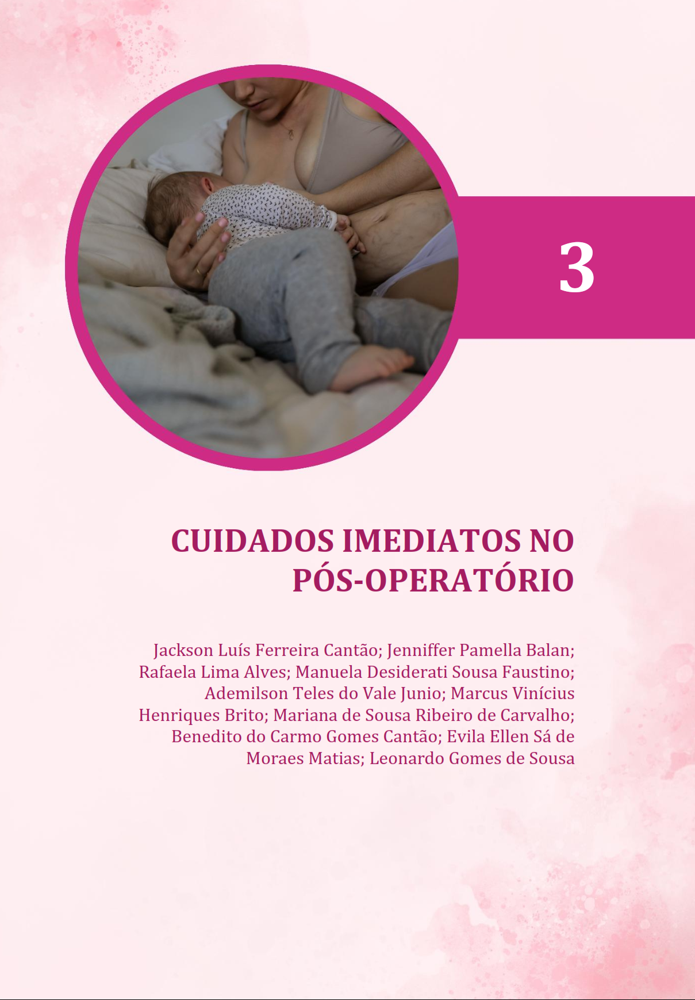 3
CUIDADOS IMEDIATOS NO
PÓS-OPERATÓRIO
Jackson Luís Ferreira Cantão; Jenniffer Pamella Balan;
Rafaela Lima Alves; Manuela Desiderati Sousa Faustino;
Ademilson Teles do Vale Junio; Marcus Vinícius
Henriques Brito; Mariana de Sousa Ribeiro de Carvalho;
Benedito do Carmo Gomes Cantão; Evila Ellen Sá de
Moraes Matias; Leonardo Gomes de Sousa